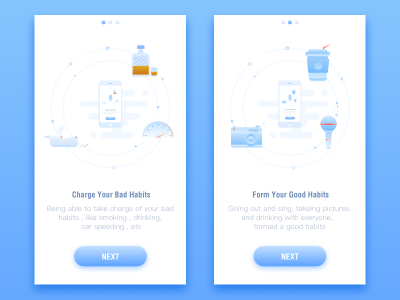 Charge Your Bad Habits
Being able to take charge of your bad
habits , like smoking , drinking,
car speeding , etc
NEXT
Form Your Good Habits
Going out and sing, takeing pictures,
and drinking with everyone,
formed a good habits
NEXT